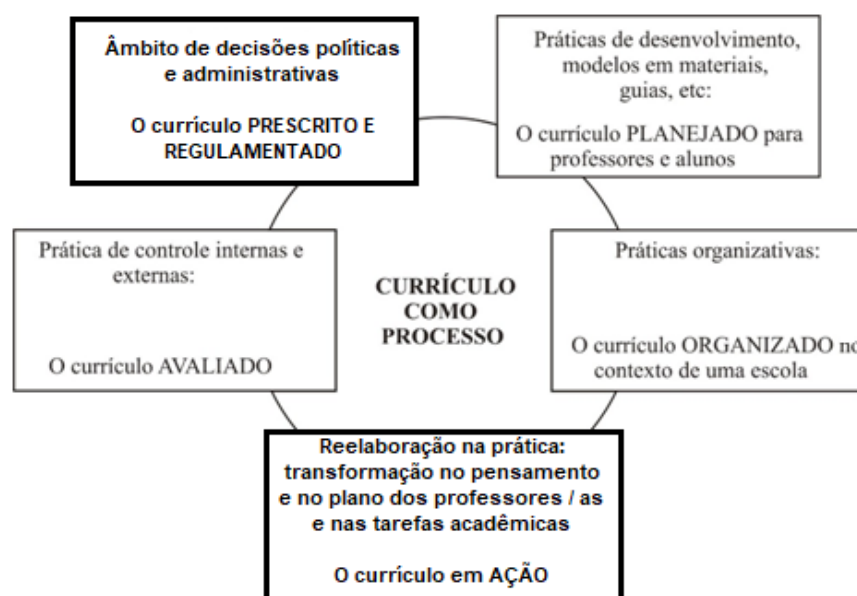 Âmbito de decisões políticas
e administrativas
O currículo PRESCRITO E
REGULAMENTADO
Práticas de desenvolvimento,
modelos em materiais,
guias, etc:
O currículo PLANEJADO para
professores e alunos
Prática de controle internas e
externas:
O currículo AVALIADO
CURRÍCULO
COMO
PROCESSO
Práticas organizativas:
O currículo ORGANIZADO no
contexto de uma escola
Reelaboração na prática:
transformação no pensamento
e no plano dos professores / as
e nas tarefas acadêmicas
O currículo em AÇÃO